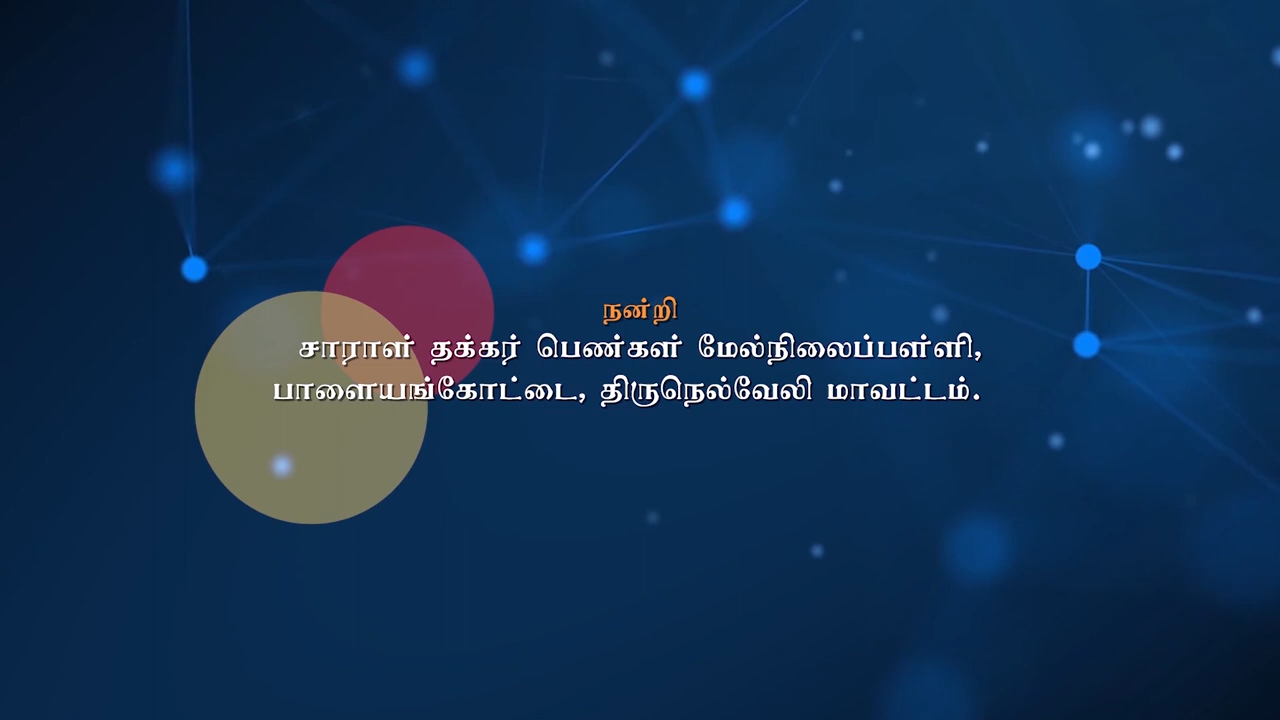 நன்றி
சாராள் தக்கர் பெண்கள் மேல்நிலைப்பள்ளி,
பாளையங்கோட்டை, திருநெல்வேலி மாவட்டம்.